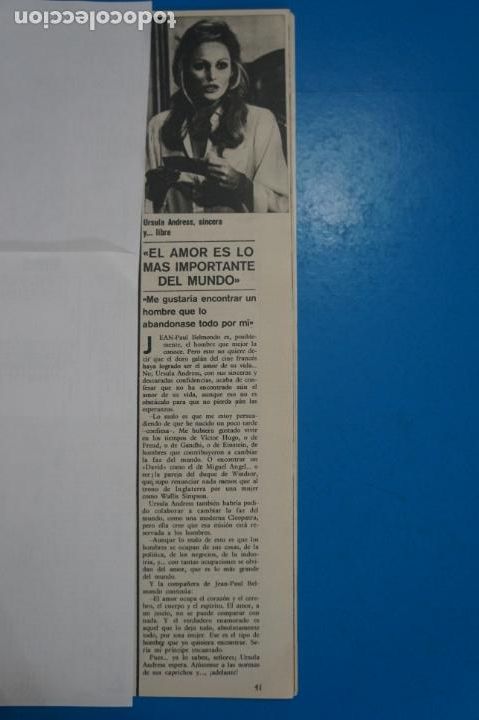 todocoleccion
todocoleccion
Ursula Andress, sincera
y... libre
«EL AMOR ES LO
MAS IMPORTANTE
DEL MUNDO»
«Me gustaría encontrar un
hombre que lo
abandonase todo por mí»
JEAN-Paul Belmondo es, posible-
mente, el hombre que mejor la
conoce. Pero esto no quiere de-
cir que el duro galán del cine francés
haya logrado ser el amor de su vida...
No; Ursula Andress, con sus sinceras y
descaradas confidencias, acaba de confe-
sar que no ha encontrado aún el
amor de su vida, aunque eso no es
obstáculo para que no pierda aún las
esperanzas.
—Lo malo es que me estoy persua-
diendo de que he nacido un poco tarde
—confiesa—. Me hubiera gustado vivir
en los tiempos de Víctor Hugo, o de
Freud, o de Gandhi, o de Einstein, de
hombres que contribuyeron a cambiar
la faz del mundo. O encontrar un
«David» como el de Miguel Angel... o
ser la pareja del duque de Windsor,
que supo renunciar nada menos que al
trono de Inglaterra por una mujer
como Wallis Simpson.
Ursula Andress también habría podi-
do colaborar a cambiar la faz del
mundo, como una moderna Cleopatra,
pero ella cree que esa misión está re-
servada a los hombres.
—Aunque lo malo de esto es que los
hombres se ocupan de sus cosas, de la
política, de los negocios, de la indus-
tria, y... con tantas ocupaciones se olvi-
dan del amor, que es lo más grande
del mundo.
Y la compañera de Jean-Paul Bel-
mondo continúa:
—El amor ocupa el corazón y el cere-
bro, el cuerpo y el espíritu. El amor, a
mi juicio, no se puede comparar con
nada. Y el verdadero enamorado es
aquel que lo deja todo, absolutamente
todo, por una mujer. Ese es el tipo de
hombre que yo quisiera encontrar. Se-
ría mi príncipe encantado.
Pues... ya lo saben, señores; Ursula
Andress espera. Aténganse a las normas
de sus caprichos y..., ¡adelante!
41